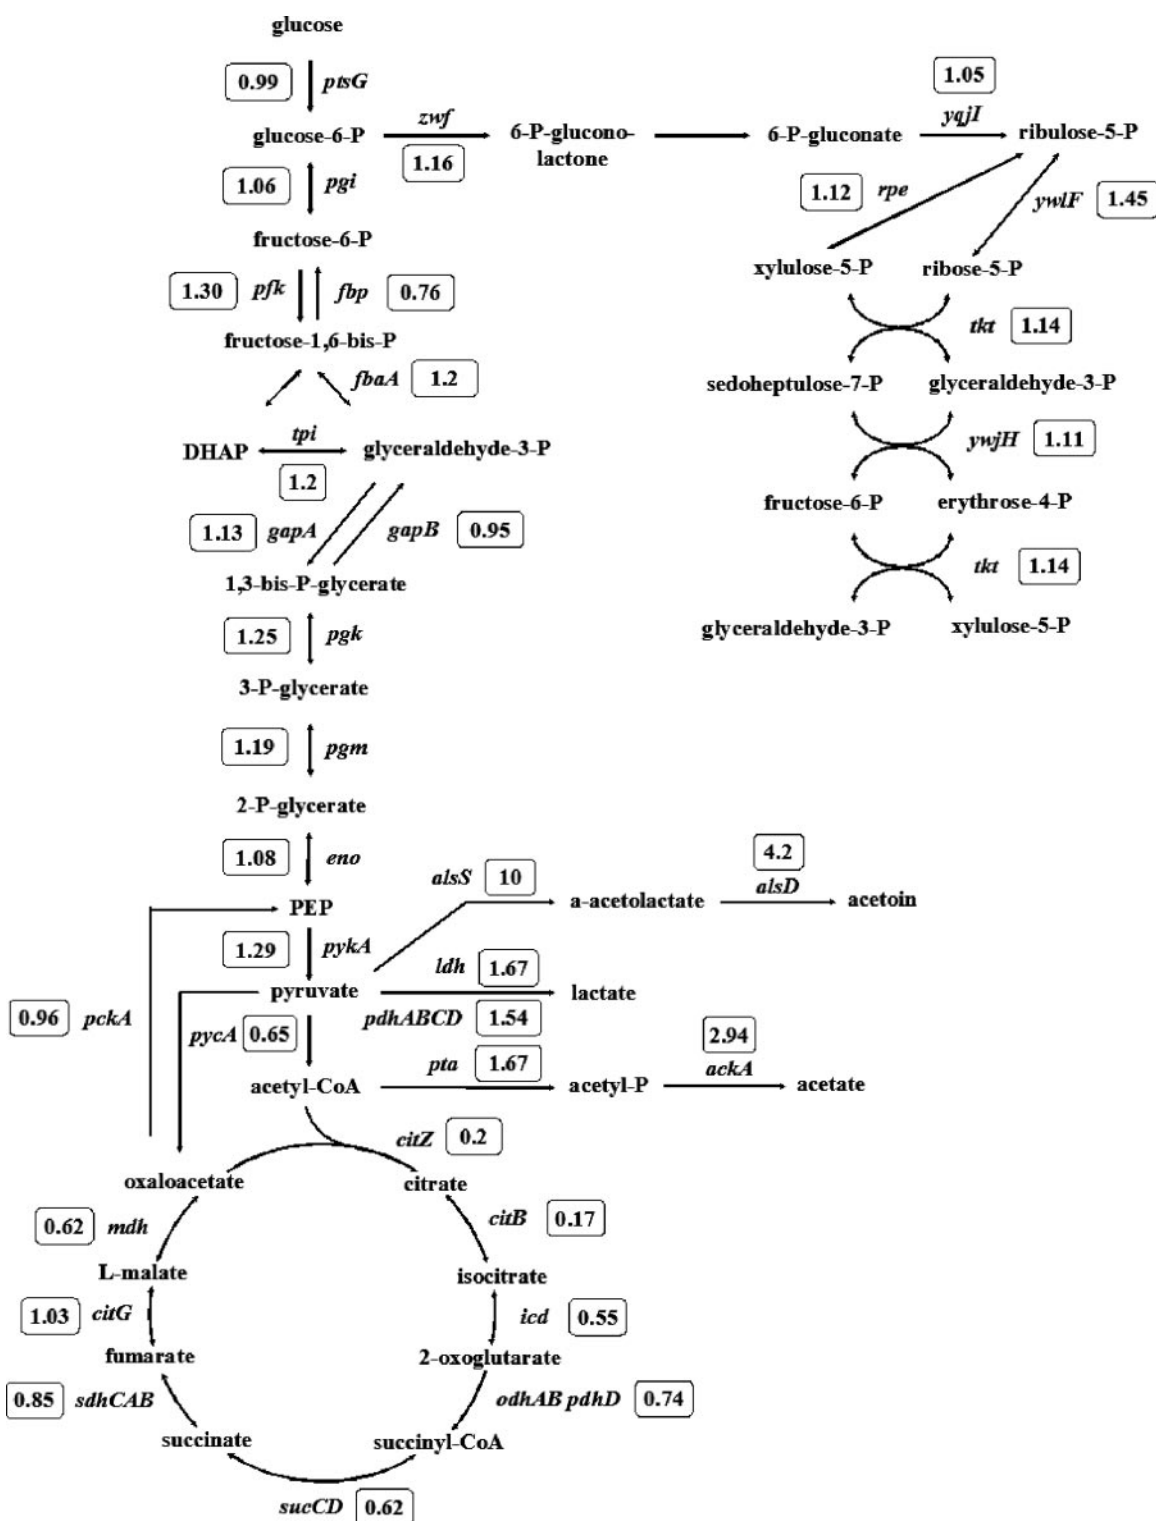 glucose
0.99 ptsG
1.05
glucose-6-P zwf 6-P-glucono- 6-P-gluconate yqjI ribulose-5-P
lactone
1.16
1.06 pgi
1.12 rpe ywlF 1.45
fructose-6-P
xylulose-5-P ribose-5-P
1.30 pfk fbp 0.76
tkt 1.14
fructose-1,6-bis-P
fbaA 1.2
sedoheptulose-7-P glyceraldehyde-3-P
tpi
DHAP glyceraldehyde-3-P
ywjH 1.11
1.2
fructose-6-P erythrose-4-P
1.13 gapA gapB 0.95
tkt 1.14
1,3-bis-P-glycerate
glyceraldehyde-3-P xylulose-5-P
1.25 pgk
3-P-glycerate
1.19 pgm
2-P-glycerate
1.08 eno
4.2
alsS 10 alsD
PEP a-acetolactate acetoin
1.29 pykA
ldh 1.67
pyruvate lactate
0.96 pckA pycA 0.65 pdhABCD 1.54
2.94
pta 1.67 ackA
acetyl-CoA acetyl-P acetate
citZ 0.2
oxaloacetate citrate
0.62 mdh citB 0.17
L-malate isocitrate
1.03 citG icd 0.55
fumarate 2-oxoglutarate
0.85 sdhCAB odhAB pdhD 0.74
succinate succinyl-CoA
sucCD 0.62